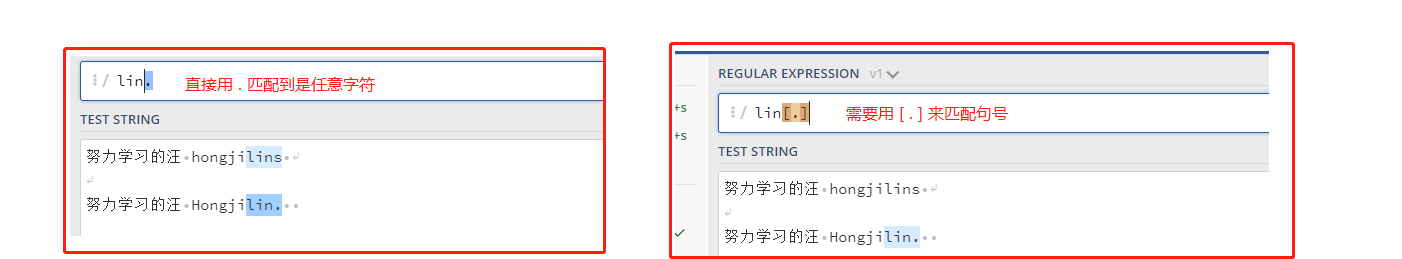 / lin.
直接用 . 匹配到是任意字符
TEST STRING
努力学习的汪 hongjilins
努力学习的汪 Hongjilin.
+s
+s
REGULAR EXPRESSION v1
/ lin[.]
需要用 [ . ] 来匹配句号
TEST STRING
努力学习的汪 hongjilins
努力学习的汪 Hongjilin.